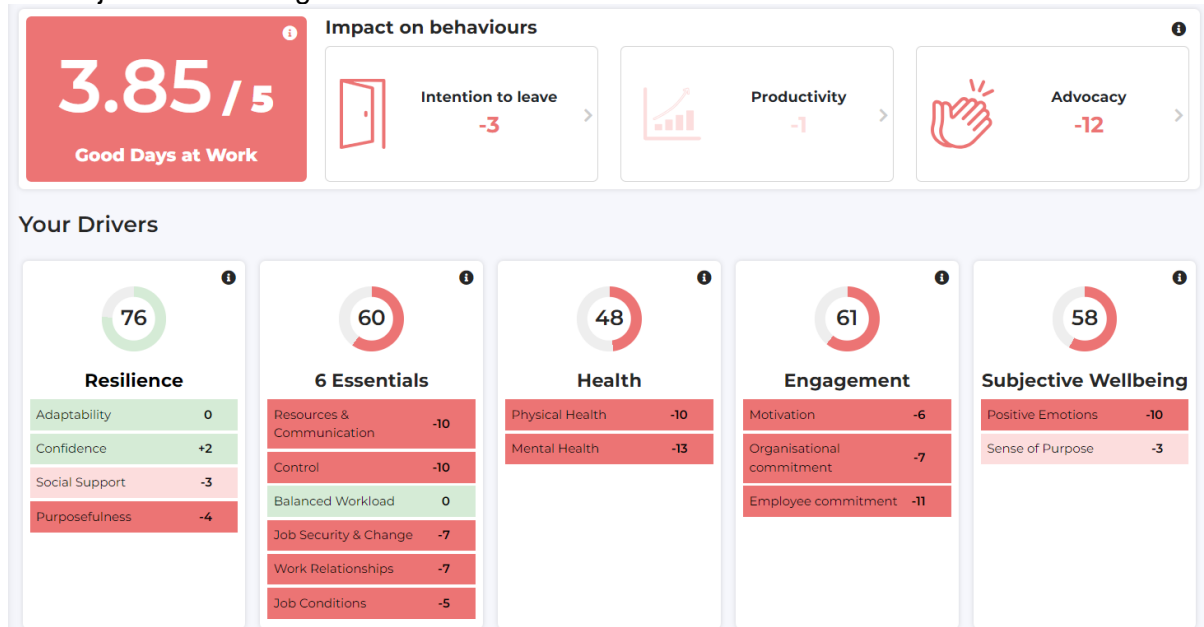 3.85 / 5
Good Days at Work
Impact on behaviours
Intention to leave
-3
Productivity
-1
Advocacy
-12
Your Drivers
76
Resilience
Adaptability 0
Confidence +2
Social Support -3
Purposefulness -4
60
6 Essentials
Resources &
Communication -10
Control -10
Balanced Workload 0
Job Security & Change -7
Work Relationships -7
Job Conditions -5
48
Health
Physical Health -10
Mental Health -13
61
Engagement
Motivation -6
Organisational
commitment -7
Employee commitment -11
58
Subjective Wellbeing
Positive Emotions -10
Sense of Purpose -3